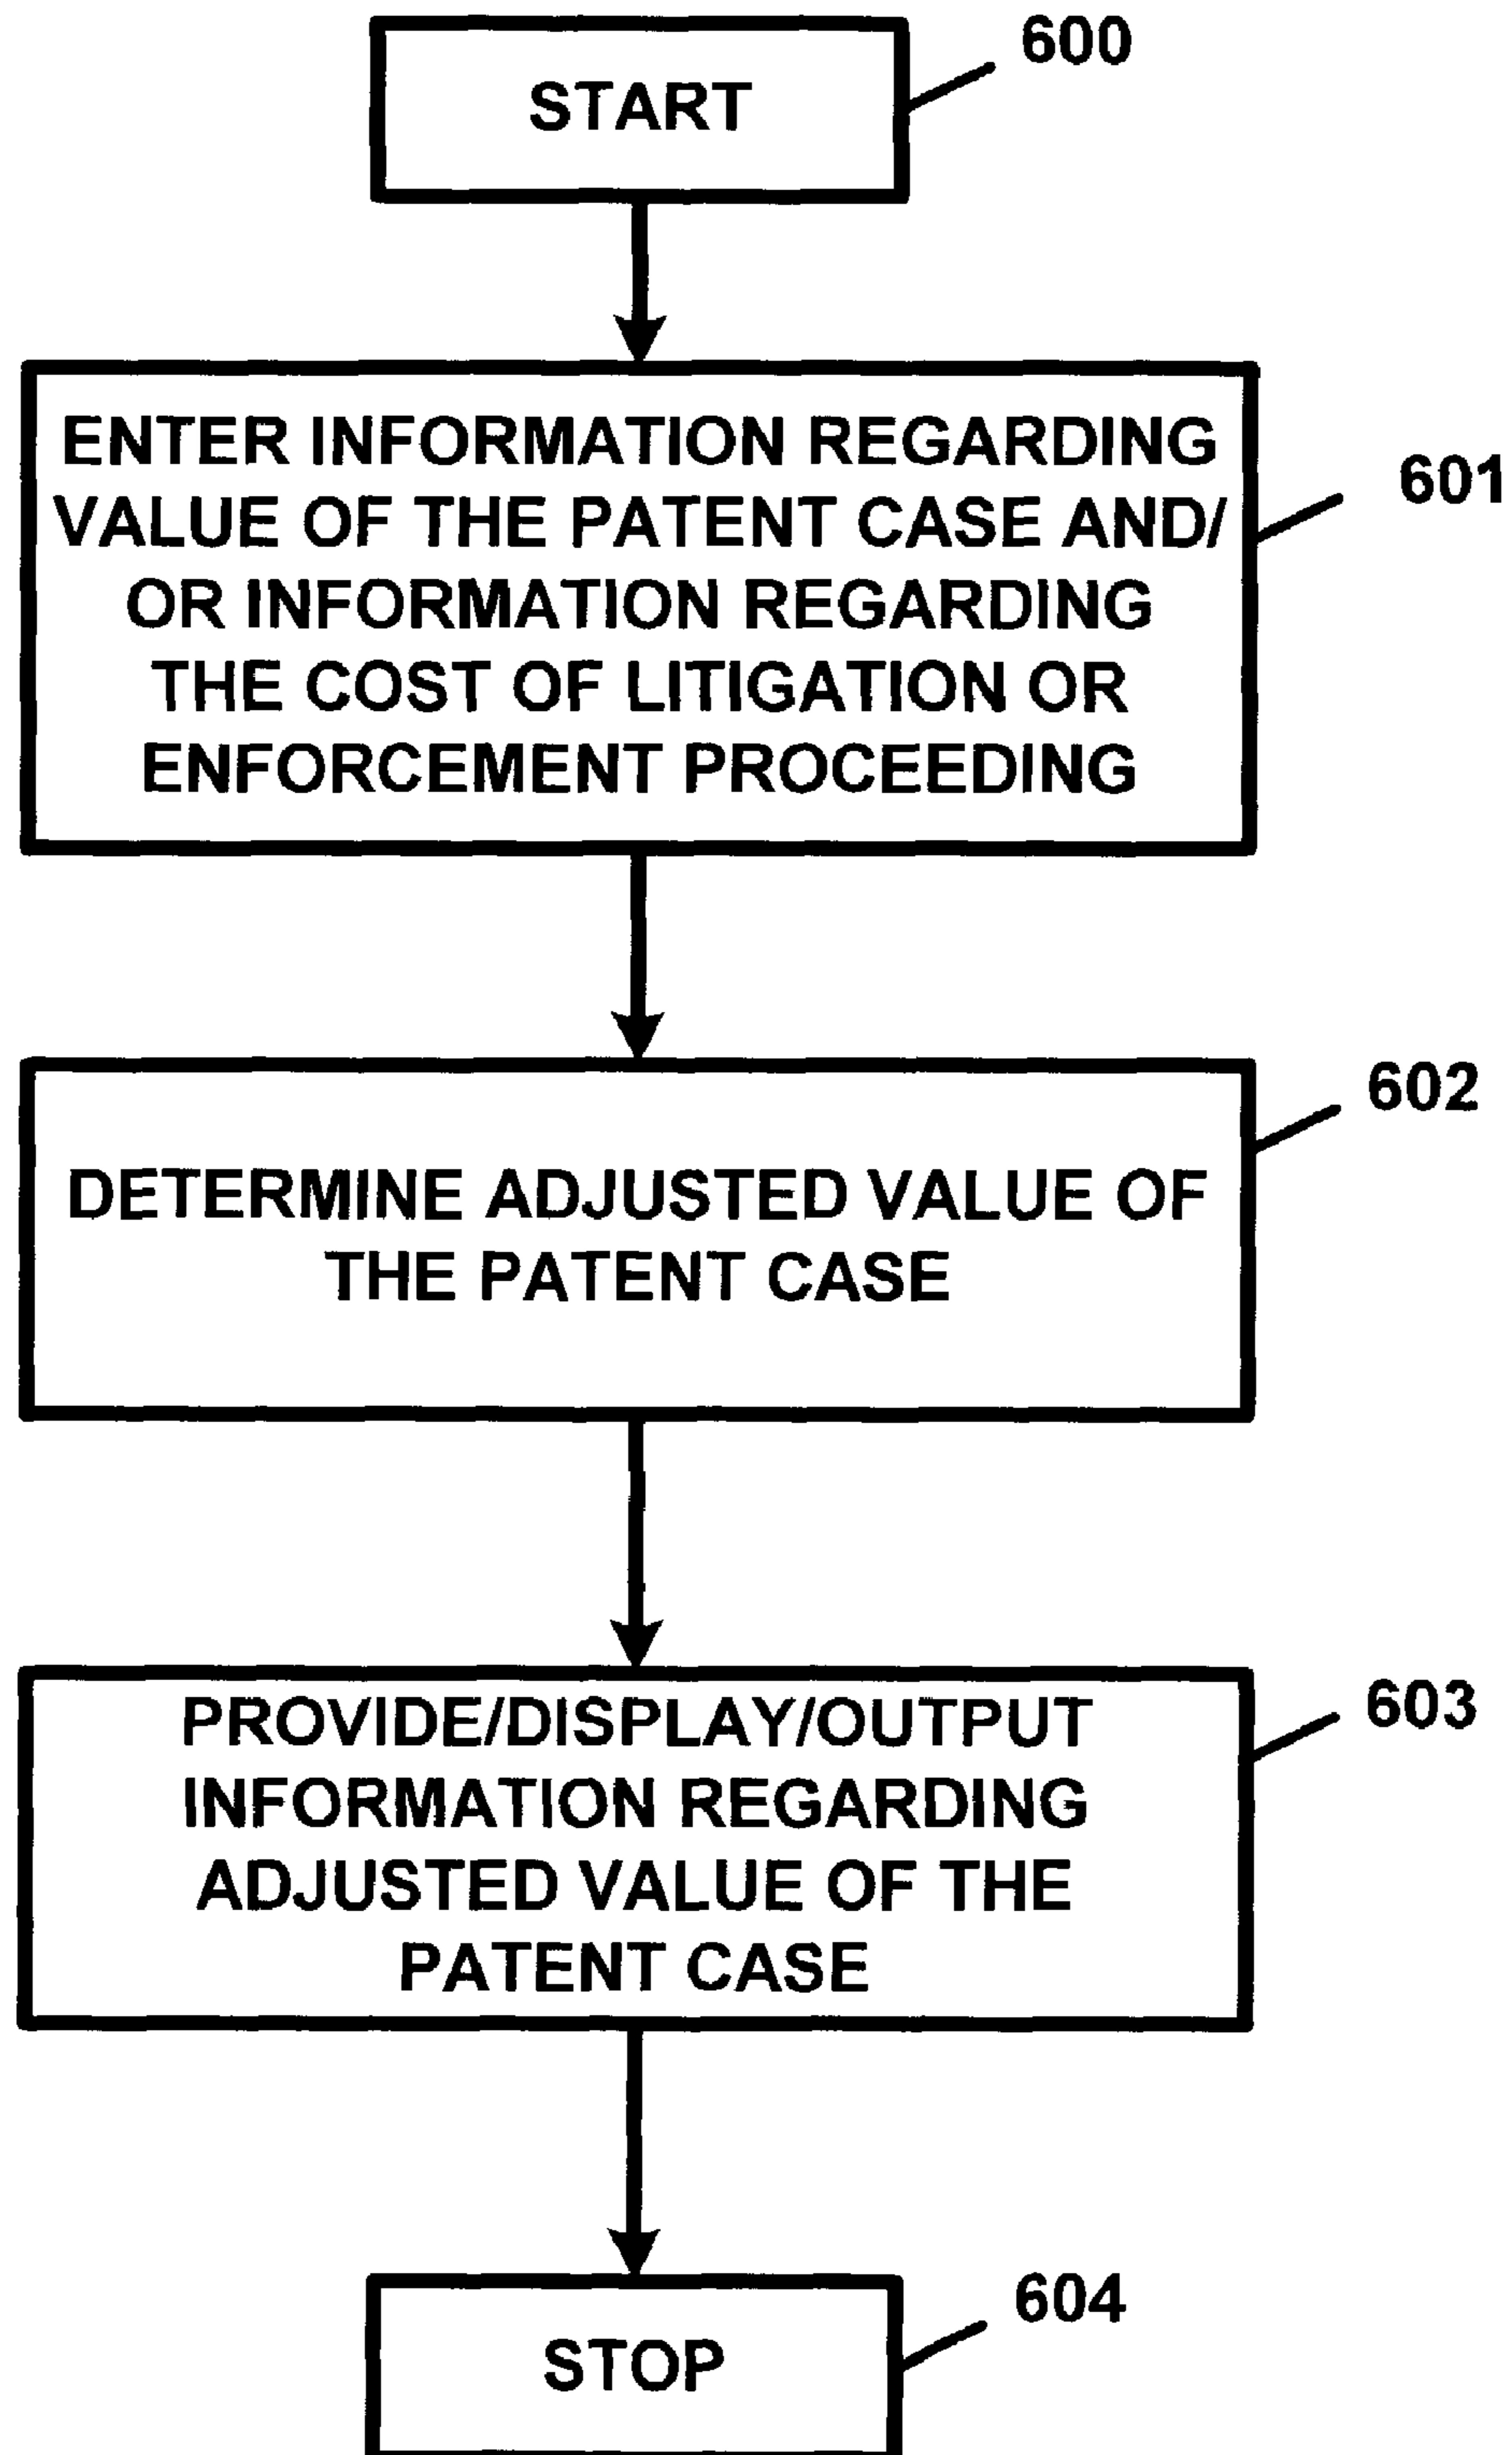 START
600
ENTER INFORMATION REGARDING
VALUE OF THE PATENT CASE AND/
OR INFORMATION REGARDING
THE COST OF LITIGATION OR
ENFORCEMENT PROCEEDING
601
DETERMINE ADJUSTED VALUE OF
THE PATENT CASE
602
PROVIDE/DISPLAY/OUTPUT
INFORMATION REGARDING
ADJUSTED VALUE OF THE
PATENT CASE
603
STOP
604